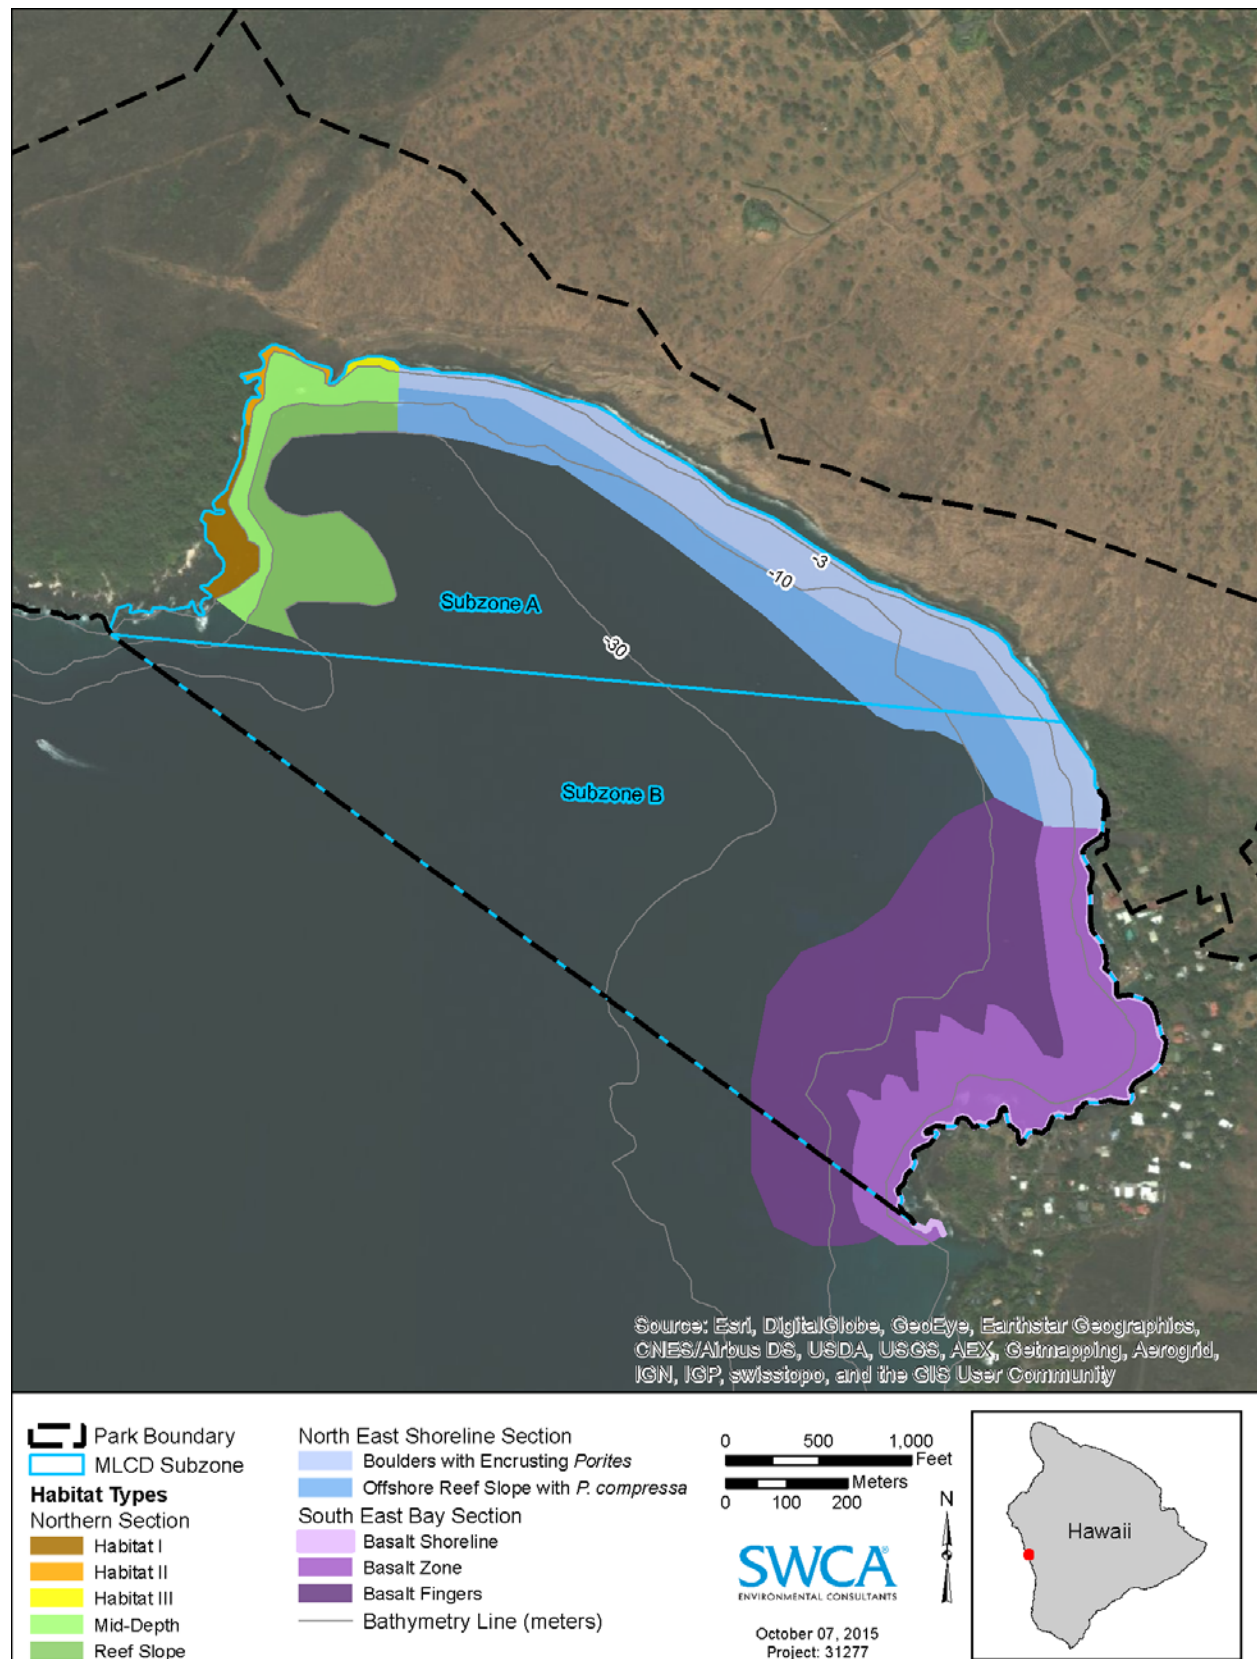 Subzone A
-3
-10
-30
Subzone B
Source: Esri, DigitalGlobe, GeoEye, Earthstar Geographics,
CNES/Airbus DS, USDA, USGS, AEX, Getmapping, Aerogrid,
IGN, IGP, swisstopo, and the GIS User Community
Park Boundary
MLCD Subzone
Habitat Types
Northern Section
Habitat I
Habitat II
Habitat III
Mid-Depth
Reef Slope
North East Shoreline Section
Boulders with Encrusting Porites
Offshore Reef Slope with P. compressa
South East Bay Section
Basalt Shoreline
Basalt Zone
Basalt Fingers
Bathymetry Line (meters)
0 500 1,000
Feet
Meters
0 100 200
N
SWCA®
ENVIRONMENTAL CONSULTANTS
October 07, 2015
Project: 31277
Hawaii